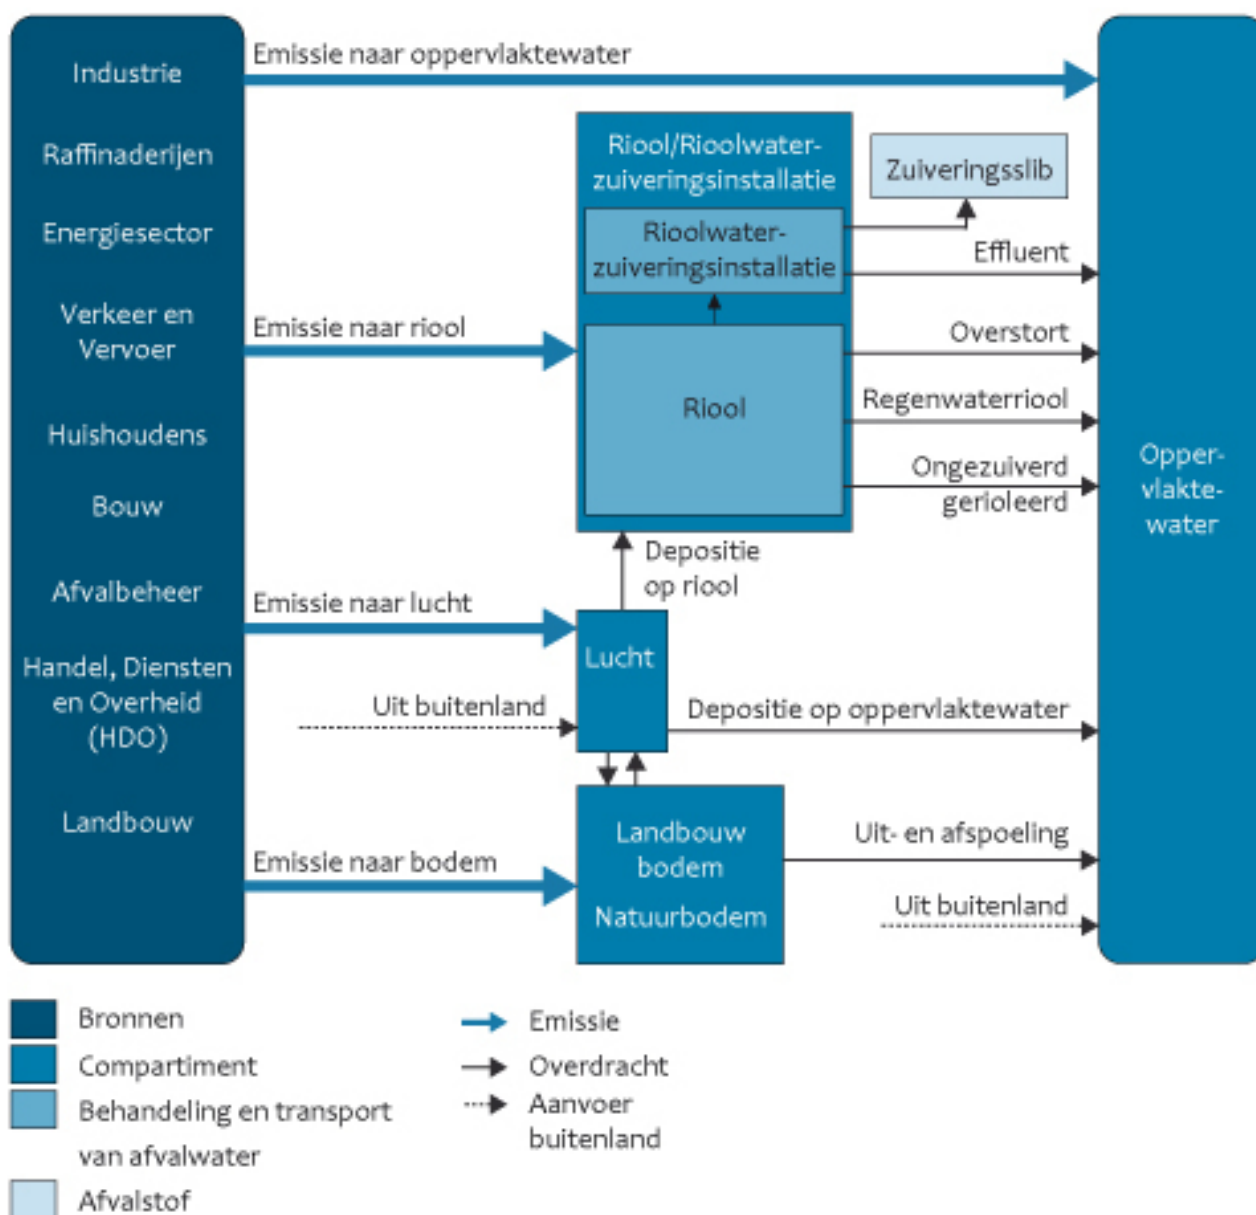 Industrie
Raffinaderijen
Energiesector
Verkeer en
Vervoer
Huishoudens
Bouw
Afvalbeheer
Handel, Diensten
en Overheid
(HDO)
Landbouw
Emissie naar oppervlaktewater
Emissie naar riool
Emissie naar lucht
Uit buitenland
Emissie naar bodem
Riool/Rioolwater-
zuiveringsinstallatie
Rioolwater-
zuiveringsinstallatie
Riool
Depositie
op riool
Lucht
Landbouw
bodem
Natuurbodem
Zuiveringsslib
Effluent
Overstort
Regenwaterriool
Ongezuiverd
gerioleerd
Depositie op oppervlaktewater
Uit- en afspoeling
Uit buitenland
Opper-
vlakte-
water
Bronnen
Compartiment
Behandeling en transport
van afvalwater
Afvalstof
Emissie
Overdracht
Aanvoer
buitenland